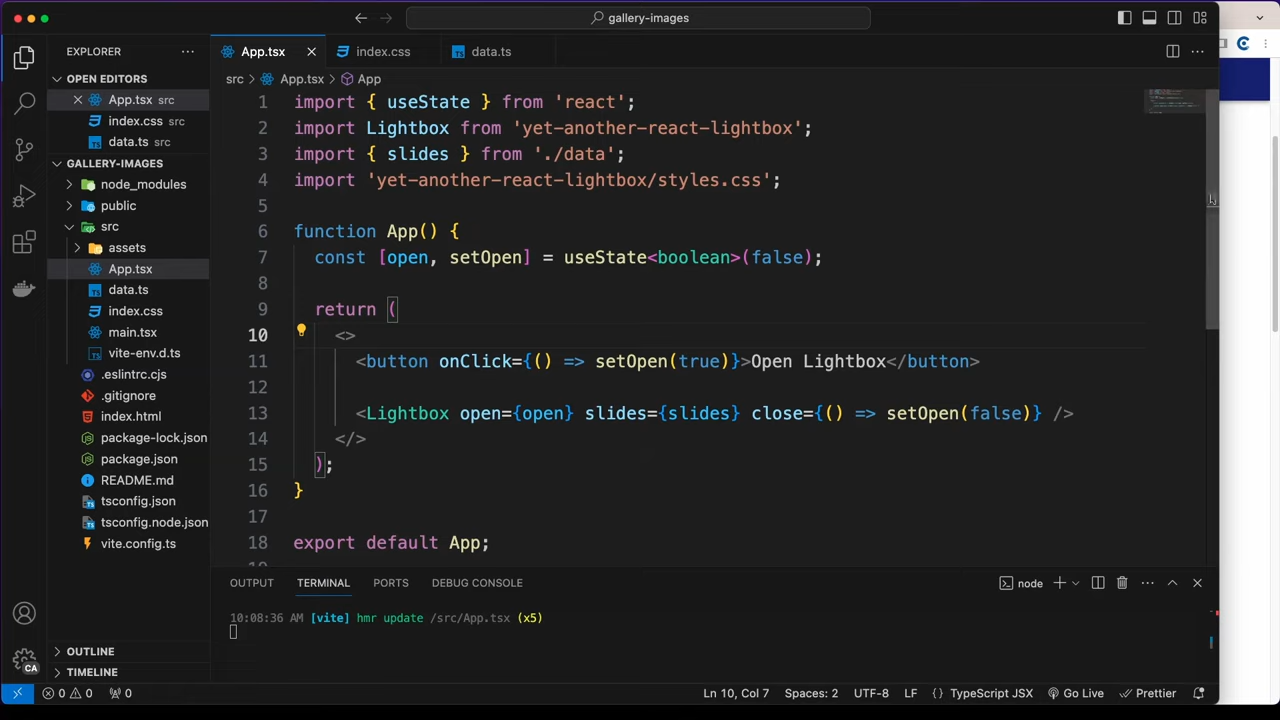 gallery-images
EXPLORER
OPEN EDITORS
App.tsx src
index.css src
data.ts src
GALLERY-IMAGES
node_modules
public
src
assets
App.tsx
data.ts
index.css
main.tsx
vite-env.d.ts
.eslintrc.cjs
.gitignore
index.html
package-lock.json
package.json
README.md
tsconfig.json
tsconfig.node.json
vite.config.ts
OUTLINE
TIMELINE
App.tsx index.css data.ts
src > App.tsx > App
1 import { useState } from 'react';
2 import Lightbox from 'yet-another-react-lightbox';
3 import { slides } from './data';
4 import 'yet-another-react-lightbox/styles.css';
5
6 function App() {
7 const [open, setOpen] = useState<boolean>(false);
8
9 return (
10 <>
11 <button onClick={() => setOpen(true)}>Open Lightbox</button>
12
13 <Lightbox open={open} slides={slides} close={() => setOpen(false)} />
14 </>
15 );
16 }
17
18 export default App;
OUTPUT TERMINAL PORTS DEBUG CONSOLE node
10:08:36 AM [vite] hmr update /src/App.tsx (x5)
CA
0 0 0 Ln 10, Col 7 Spaces: 2 UTF-8 LF {} TypeScript JSX Go Live Prettier